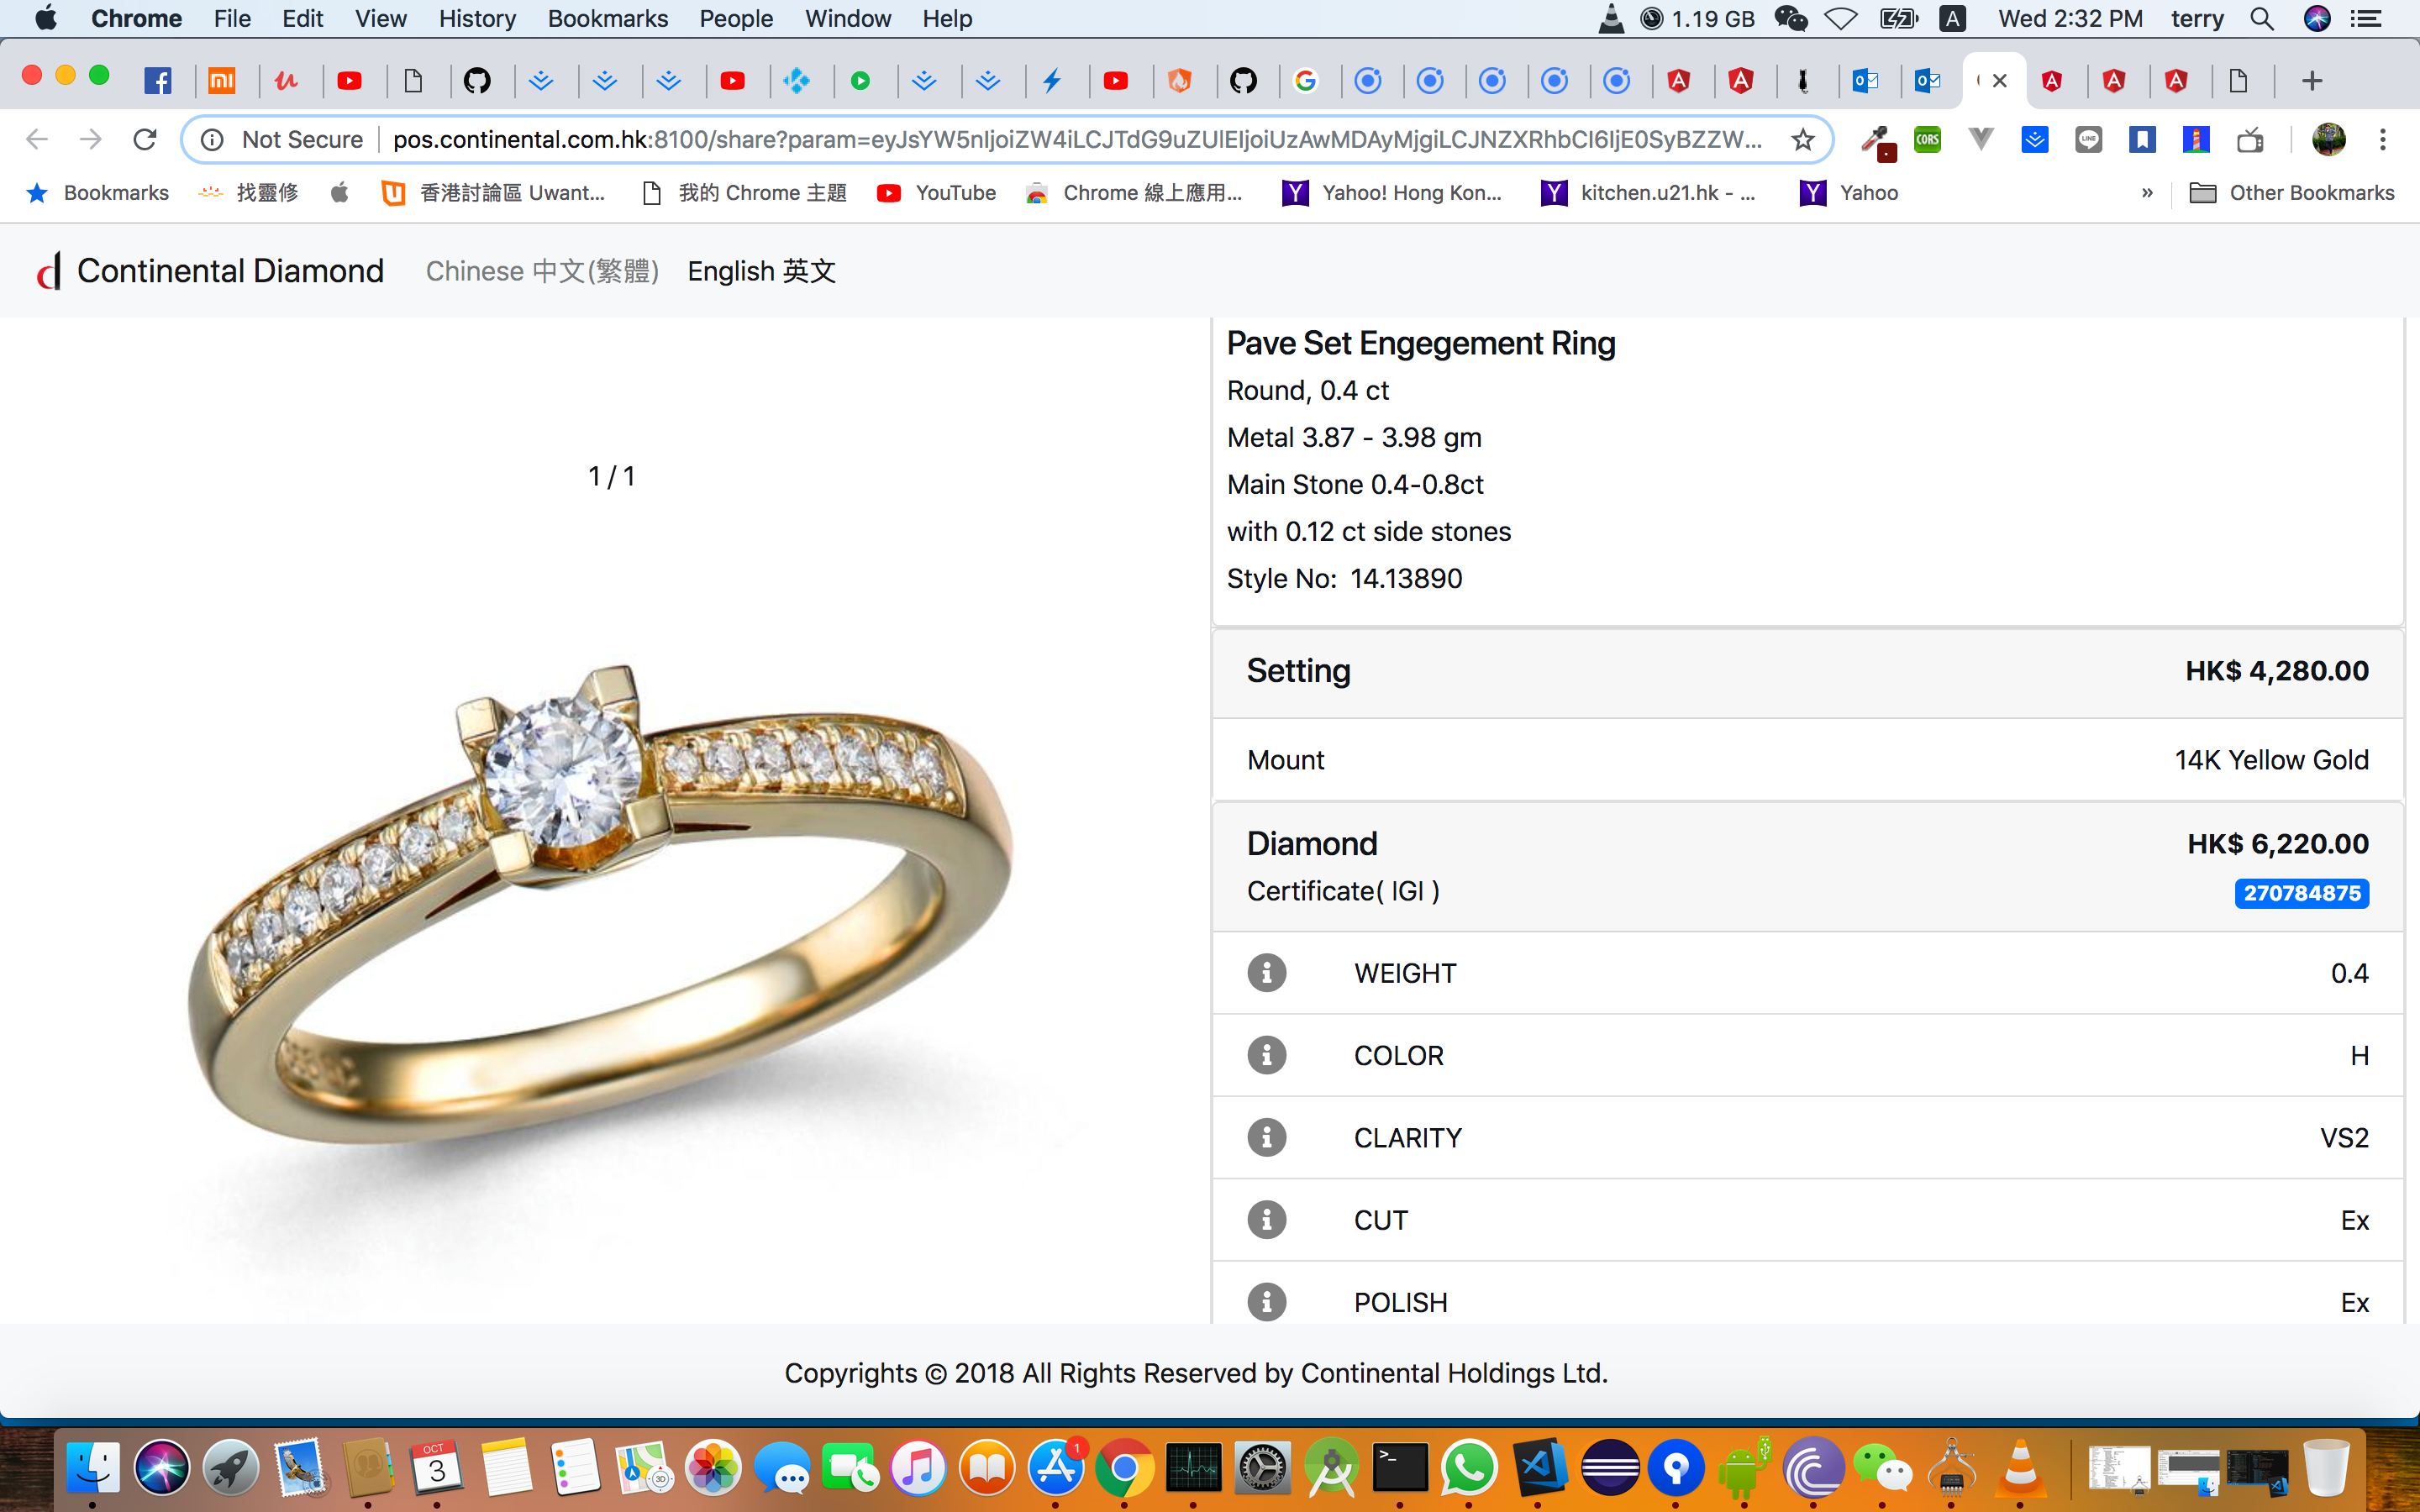 Chrome File Edit View History Bookmarks People Window Help 1.19 GB A Wed 2:32 PM terry
Not Secure pos.continental.com.hk:8100/share?param=eyJsYW5nIjoiZW4iLCJTdG9uZUlEIjoiUzAwMDAyMjgiLCJNZXRhbCI6IjE0SyBZZW...
Bookmarks 找靈修 香港討論區 Uwant... 我的 Chrome 主題 YouTube Chrome 線上應用... Yahoo! Hong Kon... kitchen.u21.hk - ... Yahoo » Other Bookmarks
Continental Diamond Chinese 中文(繁體) English 英文
1 / 1
Pave Set Engegement Ring
Round, 0.4 ct
Metal 3.87 - 3.98 gm
Main Stone 0.4-0.8ct
with 0.12 ct side stones
Style No: 14.13890
Setting HK$ 4,280.00
Mount 14K Yellow Gold
Diamond HK$ 6,220.00
Certificate( IGI ) 270784875
WEIGHT 0.4
COLOR H
CLARITY VS2
CUT Ex
POLISH Ex
Copyrights © 2018 All Rights Reserved by Continental Holdings Ltd.
OCT
3
1